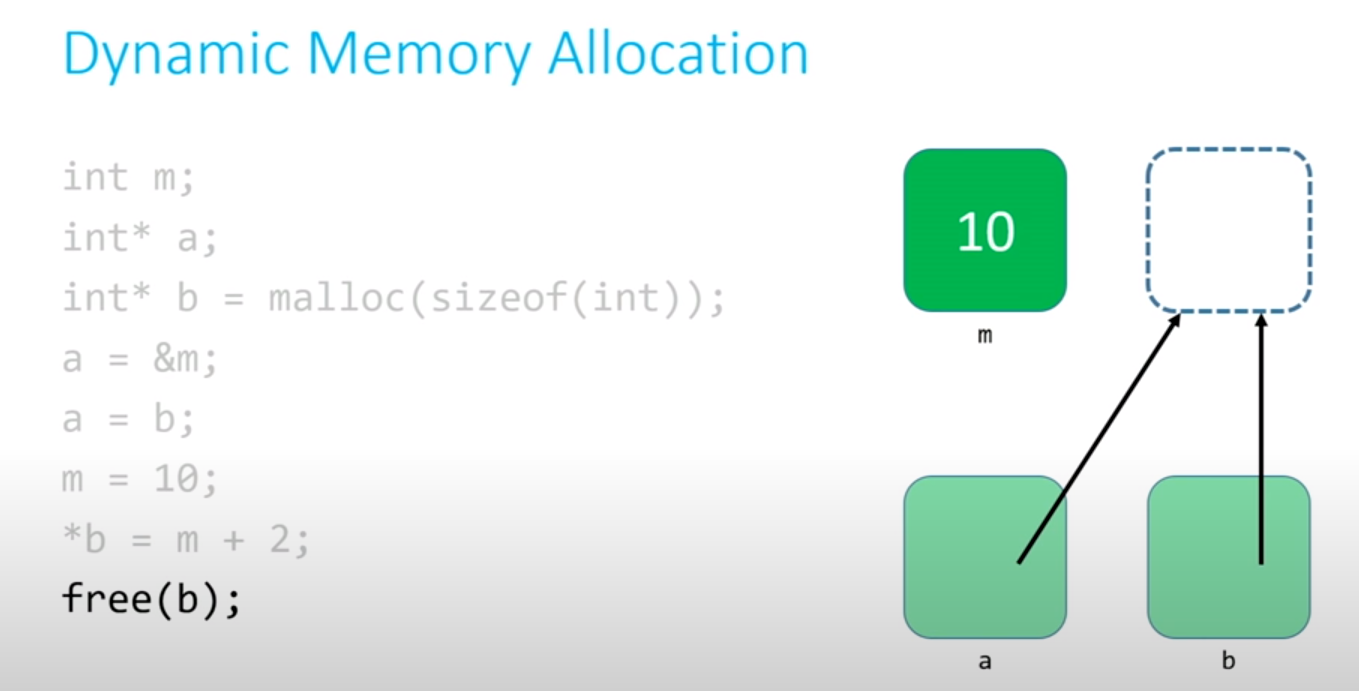 Dynamic Memory Allocation
int m;
int* a;
int* b = malloc(sizeof(int));
a = &m;
a = b;
m = 10;
*b = m + 2;
free(b);
10
m
a
b